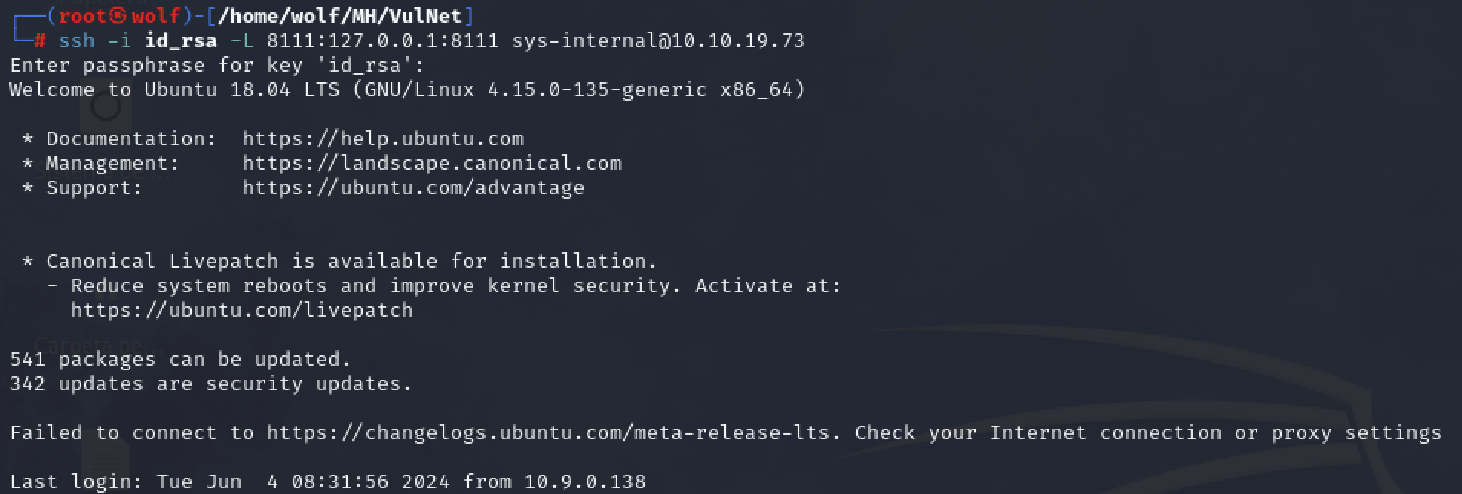 ┌──(root㉿wolf)-[/home/wolf/MH/VulNet]
└─# ssh -i id_rsa -L 8111:127.0.0.1:8111 sys-internal@10.10.19.73
Enter passphrase for key 'id_rsa':
Welcome to Ubuntu 18.04 LTS (GNU/Linux 4.15.0-135-generic x86_64)
* Documentation: https://help.ubuntu.com
* Management: https://landscape.canonical.com
* Support: https://ubuntu.com/advantage
* Canonical Livepatch is available for installation.
- Reduce system reboots and improve kernel security. Activate at:
https://ubuntu.com/livepatch
541 packages can be updated.
342 updates are security updates.
Failed to connect to https://changelogs.ubuntu.com/meta-release-lts. Check your Internet connection or proxy settings
Last login: Tue Jun  4 08:31:56 2024 from 10.9.0.138